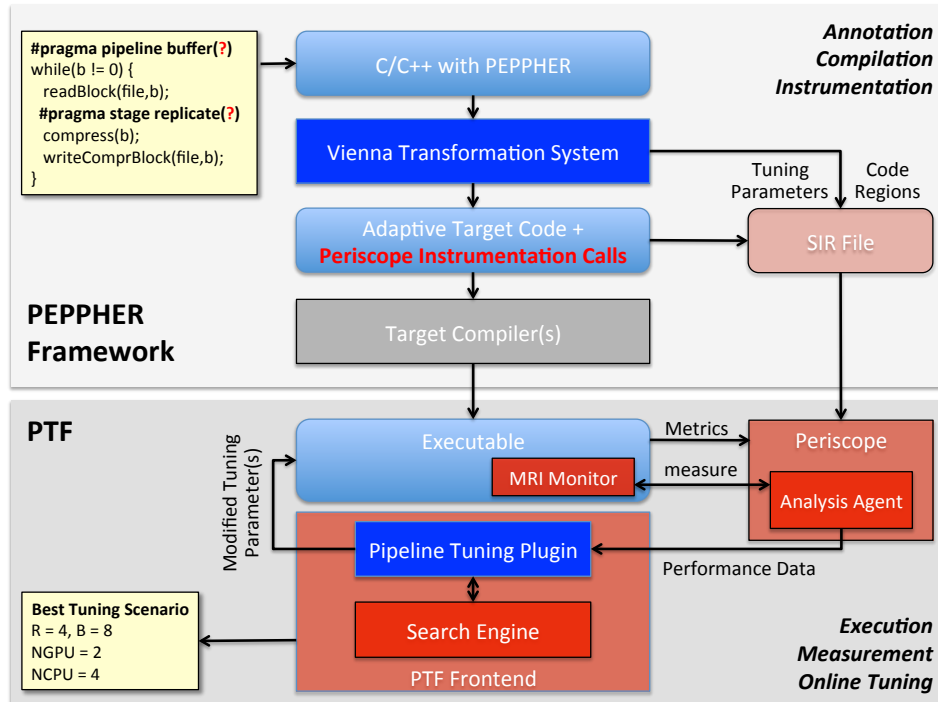 #pragma pipeline buffer(?)
while(b != 0) {
readBlock(file,b);
#pragma stage replicate(?)
compress(b);
writeComprBlock(file,b);
}
C/C++ with PEPPHER
Annotation
Compilation
Instrumentation
Vienna Transformation System
Tuning
Parameters
Code
Regions
Adaptive Target Code +
Periscope Instrumentation Calls
SIR File
PEPPHER
Framework
Target Compiler(s)
PTF
Modified Tuning
Parameter(s)
Executable
MRI Monitor
Metrics
measure
Periscope
Analysis Agent
Pipeline Tuning Plugin
Performance Data
Search Engine
PTF Frontend
Best Tuning Scenario
R = 4, B = 8
NGPU = 2
NCPU = 4
Execution
Measurement
Online Tuning